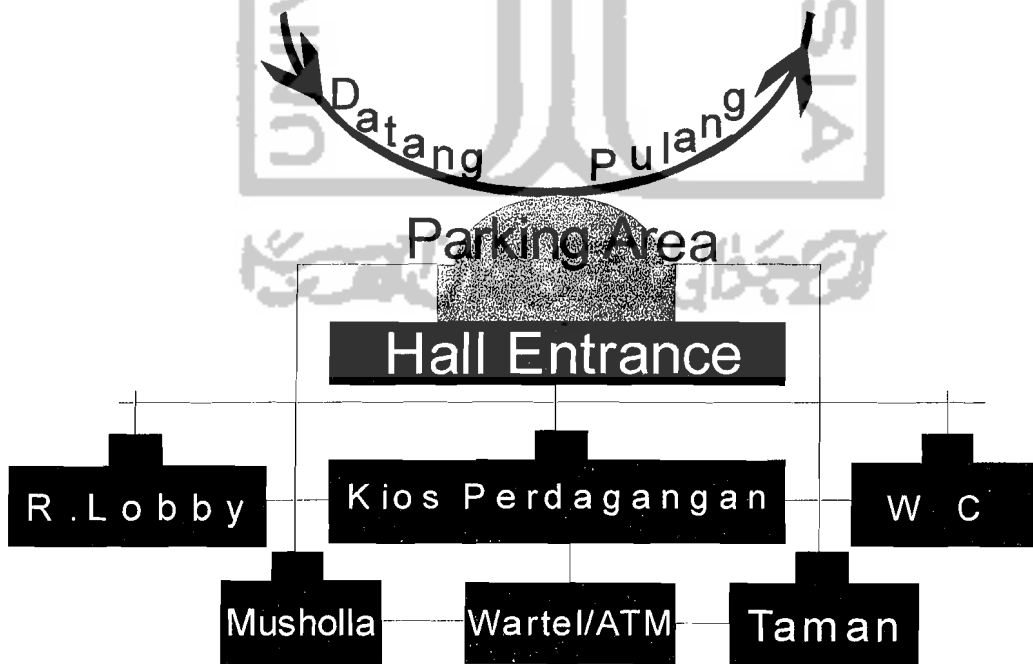 Datang Pulang
Parking Area
Hall Entrance
R.Lobby Kios Perdagangan W C
Musholla Wartel/ATM Taman